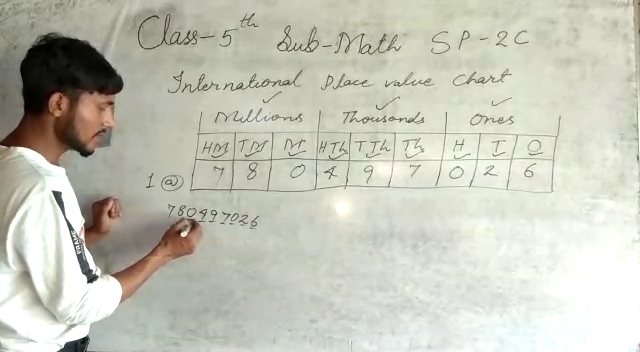 Class-5th Sub-Math SP-2C
International Place value Chart
Millions Thousands Ones
HM TM M HTh TTh Th H T O
1 (a) 7 8 0 4 9 7 0 2 6
780497026